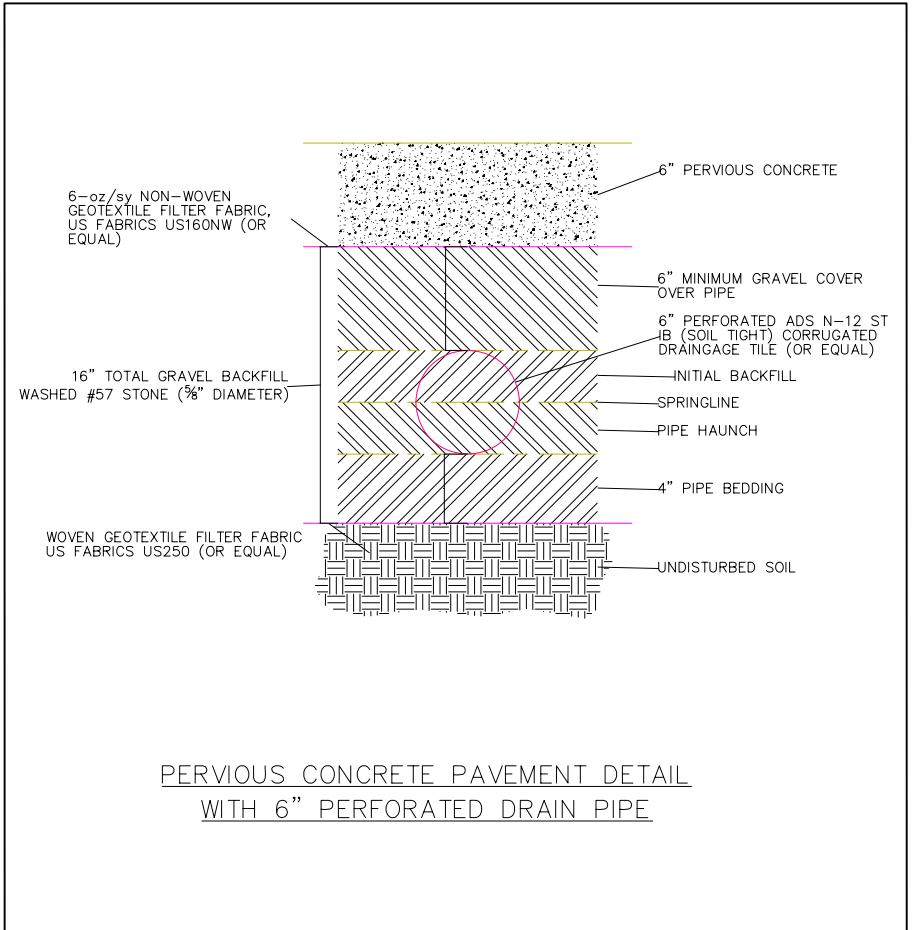 6" PERVIOUS CONCRETE
6-oz/sy NON-WOVEN
GEOTEXTILE FILTER FABRIC,
US FABRICS US160NW (OR
EQUAL)
6" MINIMUM GRAVEL COVER
OVER PIPE
6" PERFORATED ADS N-12 ST
IB (SOIL TIGHT) CORRUGATED
DRAINGAGE TILE (OR EQUAL)
16" TOTAL GRAVEL BACKFILL
WASHED #57 STONE (⅝" DIAMETER)
INITIAL BACKFILL
SPRINGLINE
PIPE HAUNCH
4" PIPE BEDDING
WOVEN GEOTEXTILE FILTER FABRIC
US FABRICS US250 (OR EQUAL)
UNDISTURBED SOIL
PERVIOUS CONCRETE PAVEMENT DETAIL
WITH 6" PERFORATED DRAIN PIPE